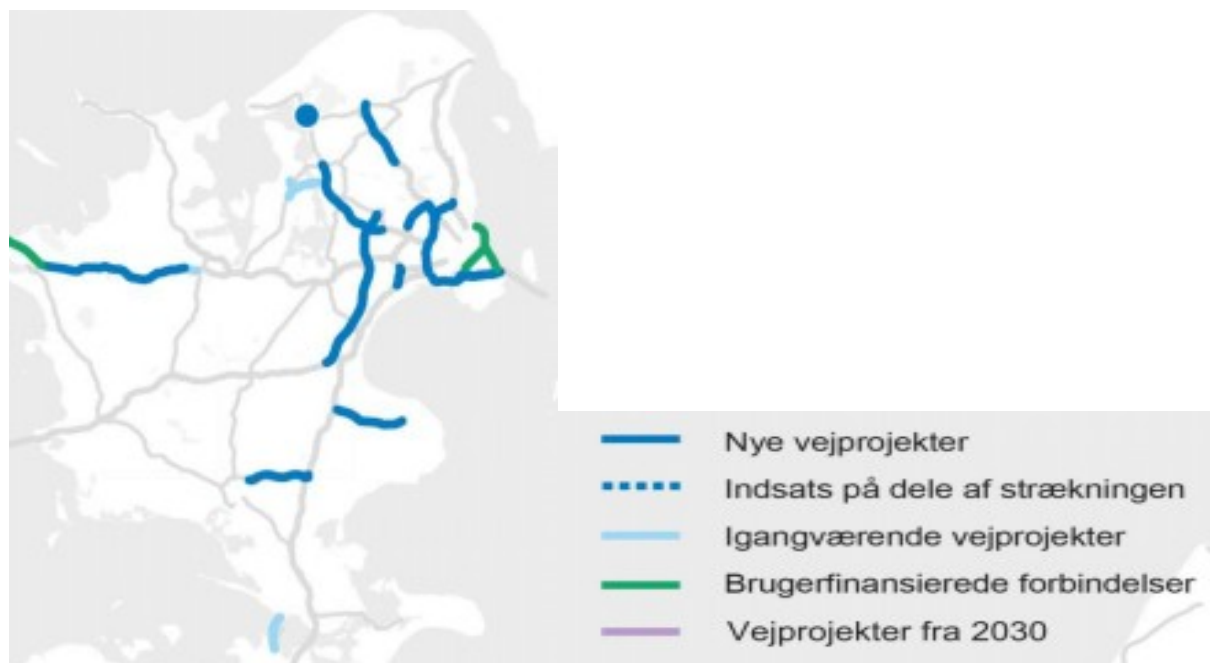 Nye vejprojekter
Indsats på dele af strækningen
Igangværende vejprojekter
Brugerfinansierede forbindelser
Vejprojekter fra 2030